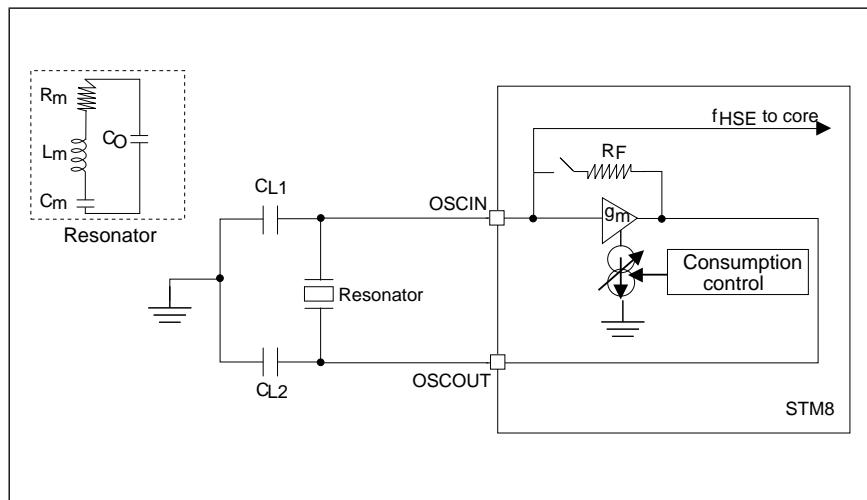 Rm
Lm
CO
Cm
Resonator
CL1
CL2
Resonator
OSCIN
OSCOUT
fHSE to core
RF
gm
Consumption
control
STM8